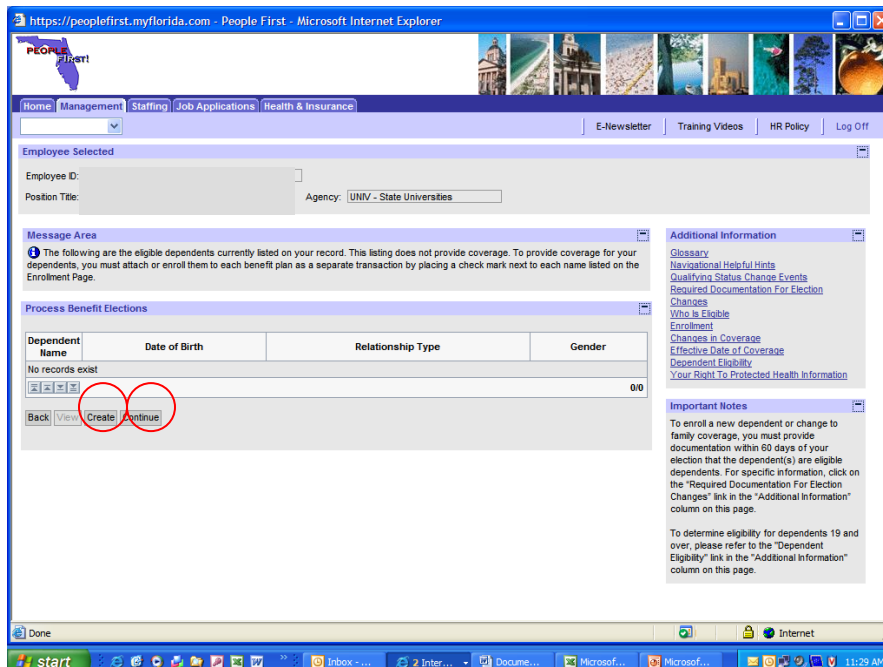 https://peoplefirst.myflorida.com - People First - Microsoft Internet Explorer
PEOPLE
FIRST!
Home Management Staffing Job Applications Health & Insurance
E-Newsletter Training Videos HR Policy Log Off
Employee Selected
Employee ID:
Position Title:
Agency: UNIV - State Universities
Message Area
The following are the eligible dependents currently listed on your record. This listing does not provide coverage. To provide coverage for your
dependents, you must attach or enroll them to each benefit plan as a separate transaction by placing a check mark next to each name listed on the
Enrollment Page.
Process Benefit Elections
Dependent
Name
Date of Birth
Relationship Type
Gender
No records exist
0/0
Back View Create Continue
Additional Information
Glossary
Navigational Helpful Hints
Qualifying Status Change Events
Required Documentation For Election
Changes
Who Is Eligible
Enrollment
Changes in Coverage
Effective Date of Coverage
Dependent Eligibility
Your Right To Protected Health Information
Important Notes
To enroll a new dependent or change to
family coverage, you must provide
documentation within 60 days of your
election that the dependent(s) are eligible
dependents. For specific information, click on
the "Required Documentation For Election
Changes" link in the "Additional Information"
column on this page.
To determine eligibility for dependents 19 and
over, please refer to the "Dependent
Eligibility" link in the "Additional Information"
column on this page.
Done
Internet
start
Inbox - ...
2 Inter...
Docume...
Microsof...
Microsof...
11:29 AM